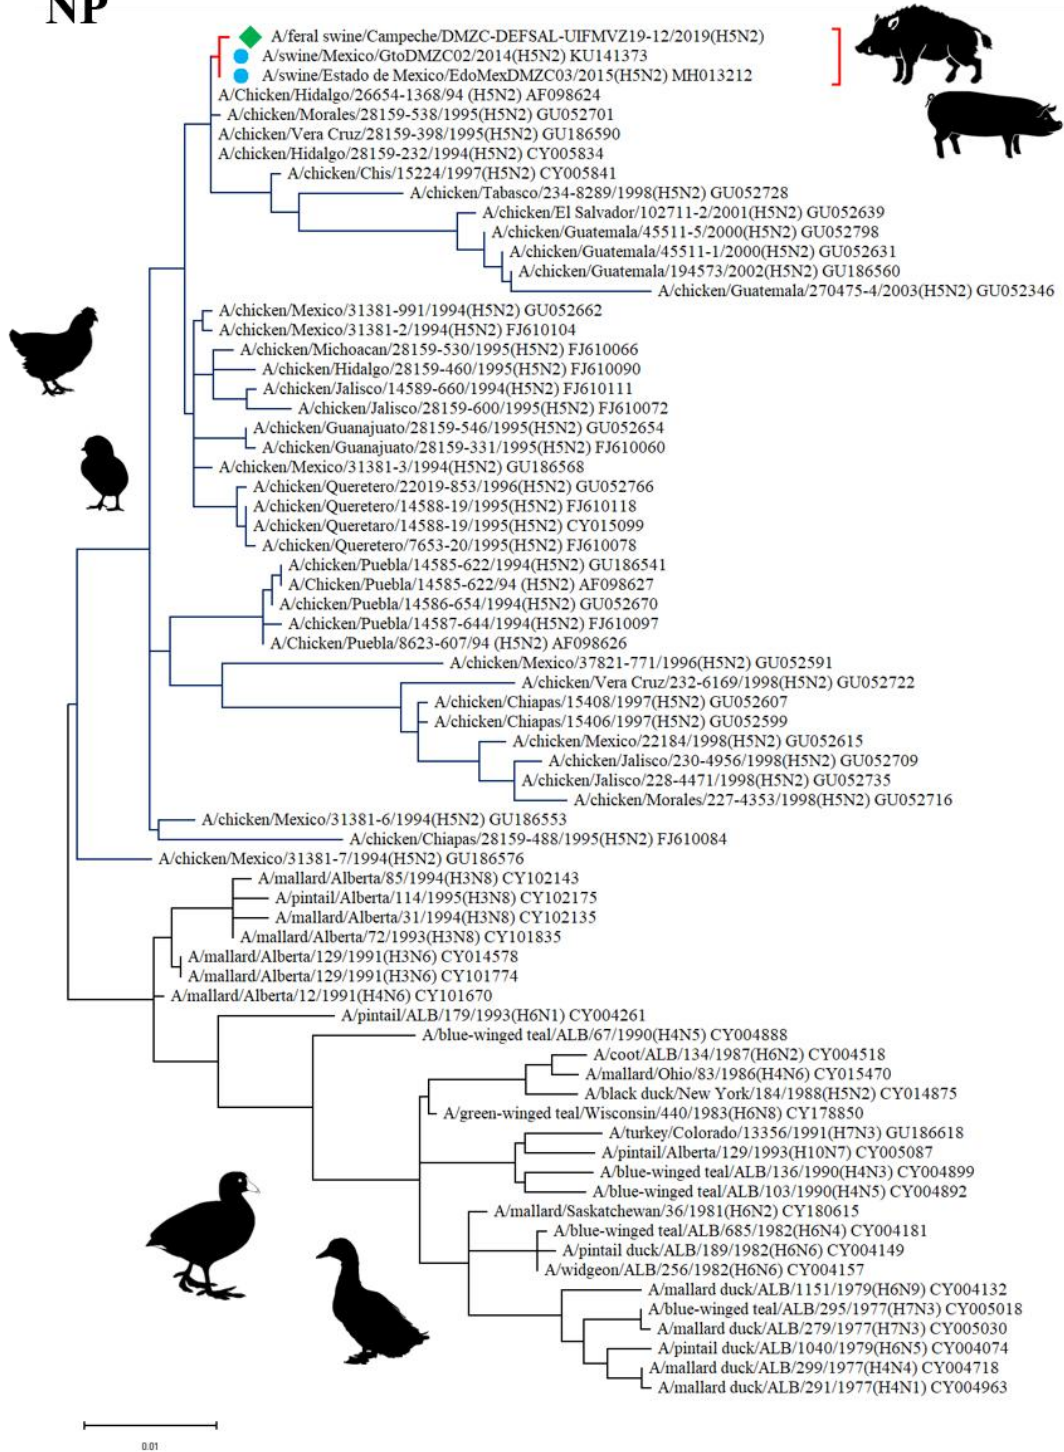 NP
A/feral swine/Campeche/DMZC-DEFSAL-UIFMVZ19-12/2019(H5N2)
A/swine/Mexico/GtoDMZC02/2014(H5N2) KU141373
A/swine/Estado de Mexico/EdoMexDMZC03/2015(H5N2) MH013212
A/Chicken/Hidalgo/26654-1368/94 (H5N2) AF098624
A/chicken/Morales/28159-538/1995(H5N2) GU052701
A/chicken/Vera Cruz/28159-398/1995(H5N2) GU186590
A/chicken/Hidalgo/28159-232/1994(H5N2) CY005834
A/chicken/Chis/15224/1997(H5N2) CY005841
A/chicken/Tabasco/234-8289/1998(H5N2) GU052728
A/chicken/El Salvador/102711-2/2001(H5N2) GU052639
A/chicken/Guatemala/45511-5/2000(H5N2) GU052798
A/chicken/Guatemala/45511-1/2000(H5N2) GU052631
A/chicken/Guatemala/194573/2002(H5N2) GU186560
A/chicken/Guatemala/270475-4/2003(H5N2) GU052346
A/chicken/Mexico/31381-991/1994(H5N2) GU052662
A/chicken/Mexico/31381-2/1994(H5N2) FJ610104
A/chicken/Michoacan/28159-530/1995(H5N2) FJ610066
A/chicken/Hidalgo/28159-460/1995(H5N2) FJ610090
A/chicken/Jalisco/14589-660/1994(H5N2) FJ610111
A/chicken/Jalisco/28159-600/1995(H5N2) FJ610072
A/chicken/Guanajuato/28159-546/1995(H5N2) GU052654
A/chicken/Guanajuato/28159-331/1995(H5N2) FJ610060
A/chicken/Mexico/31381-3/1994(H5N2) GU186568
A/chicken/Queretero/22019-853/1996(H5N2) GU052766
A/chicken/Queretero/14588-19/1995(H5N2) FJ610118
A/chicken/Queretaro/14588-19/1995(H5N2) CY015099
A/chicken/Queretero/7653-20/1995(H5N2) FJ610078
A/chicken/Puebla/14585-622/1994(H5N2) GU186541
A/Chicken/Puebla/14585-622/94 (H5N2) AF098627
A/chicken/Puebla/14586-654/1994(H5N2) GU052670
A/chicken/Puebla/14587-644/1994(H5N2) FJ610097
A/Chicken/Puebla/8623-607/94 (H5N2) AF098626
A/chicken/Mexico/37821-771/1996(H5N2) GU052591
A/chicken/Vera Cruz/232-6169/1998(H5N2) GU052722
A/chicken/Chiapas/15408/1997(H5N2) GU052607
A/chicken/Chiapas/15406/1997(H5N2) GU052599
A/chicken/Mexico/22184/1998(H5N2) GU052615
A/chicken/Jalisco/230-4956/1998(H5N2) GU052709
A/chicken/Jalisco/228-4471/1998(H5N2) GU052735
A/chicken/Morales/227-4353/1998(H5N2) GU052716
A/chicken/Mexico/31381-6/1994(H5N2) GU186553
A/chicken/Chiapas/28159-488/1995(H5N2) FJ610084
A/chicken/Mexico/31381-7/1994(H5N2) GU186576
A/mallard/Alberta/85/1994(H3N8) CY102143
A/pintail/Alberta/114/1995(H3N8) CY102175
A/mallard/Alberta/31/1994(H3N8) CY102135
A/mallard/Alberta/72/1993(H3N8) CY101835
A/mallard/Alberta/129/1991(H3N6) CY014578
A/mallard/Alberta/129/1991(H3N6) CY101774
A/mallard/Alberta/12/1991(H4N6) CY101670
A/pintail/ALB/179/1993(H6N1) CY004261
A/blue-winged teal/ALB/67/1990(H4N5) CY004888
A/coot/ALB/134/1987(H6N2) CY004518
A/mallard/Ohio/83/1986(H4N6) CY015470
A/black duck/New York/184/1988(H5N2) CY014875
A/green-winged teal/Wisconsin/440/1983(H6N8) CY178850
A/turkey/Colorado/13356/1991(H7N3) GU186618
A/pintail/Alberta/129/1993(H10N7) CY005087
A/blue-winged teal/ALB/136/1990(H4N3) CY004899
A/blue-winged teal/ALB/103/1990(H4N5) CY004892
A/mallard/Saskatchewan/36/1981(H6N2) CY180615
A/blue-winged teal/ALB/685/1982(H6N4) CY004181
A/pintail duck/ALB/189/1982(H6N6) CY004149
A/widgeon/ALB/256/1982(H6N6) CY004157
A/mallard duck/ALB/1151/1979(H6N9) CY004132
A/blue-winged teal/ALB/295/1977(H7N3) CY005018
A/mallard duck/ALB/279/1977(H7N3) CY005030
A/pintail duck/ALB/1040/1979(H6N5) CY004074
A/mallard duck/ALB/299/1977(H4N4) CY004718
A/mallard duck/ALB/291/1977(H4N1) CY004963
0.01